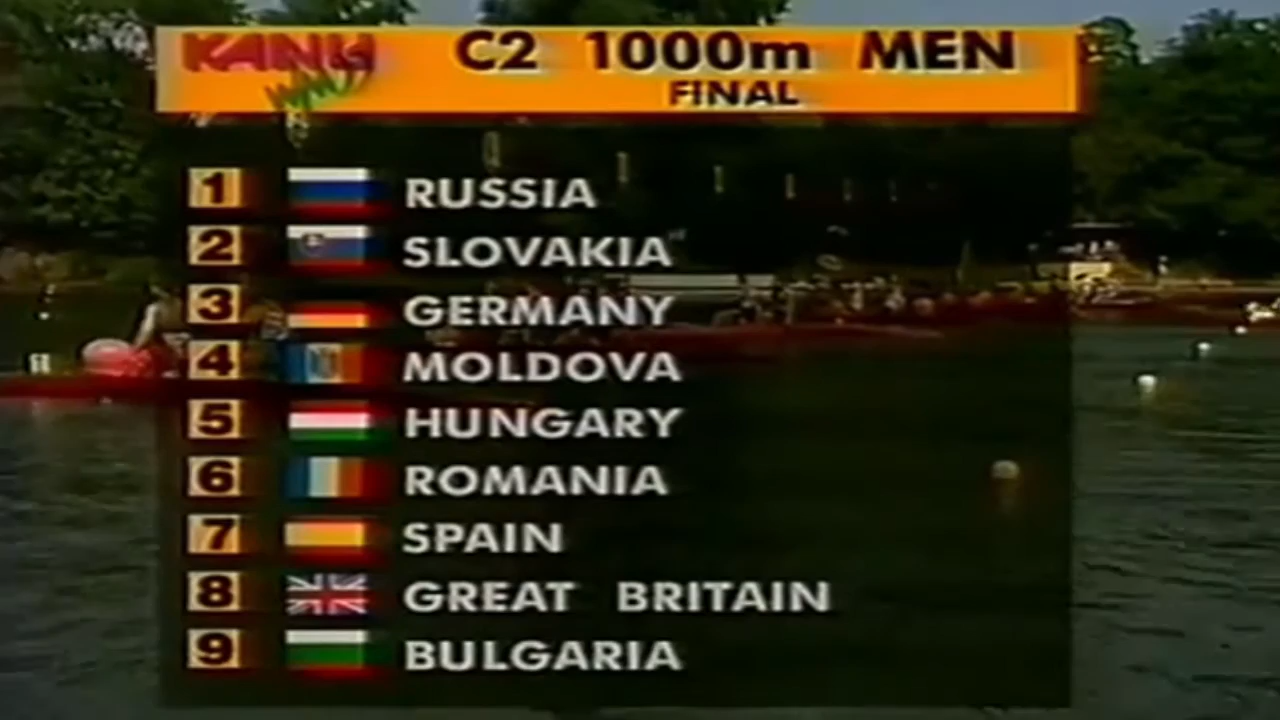 KANU C2 1000m MEN
FINAL
1 RUSSIA
2 SLOVAKIA
3 GERMANY
4 MOLDOVA
5 HUNGARY
6 ROMANIA
7 SPAIN
8 GREAT BRITAIN
9 BULGARIA